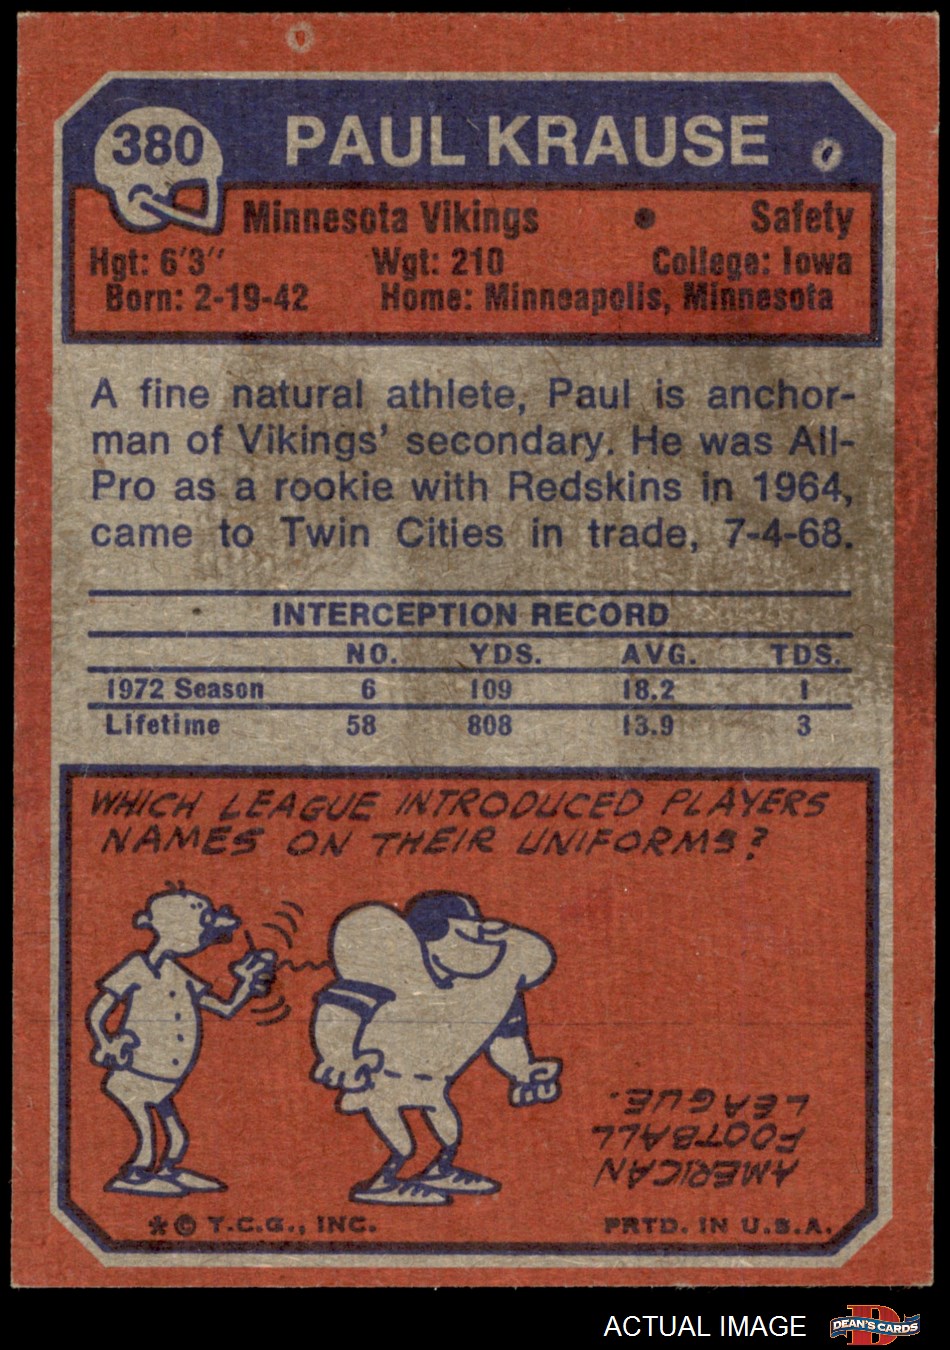 380
PAUL KRAUSE
Minnesota Vikings • Safety
Hgt: 6'3" Wgt: 210 College: Iowa
Born: 2-19-42 Home: Minneapolis, Minnesota
A fine natural athlete, Paul is anchor-
man of Vikings' secondary. He was All-
Pro as a rookie with Redskins in 1964,
came to Twin Cities in trade, 7-4-68.
INTERCEPTION RECORD
NO. YDS. AVG. TDS.
1972 Season 6 109 18.2 1
Lifetime 58 808 13.9 3
WHICH LEAGUE INTRODUCED PLAYERS
NAMES ON THEIR UNIFORMS?
AMERICAN
FOOTBALL
LEAGUE.
* © T.C.G., INC. PRTD. IN U.S.A.
ACTUAL IMAGE
D
DEAN'S CARDS